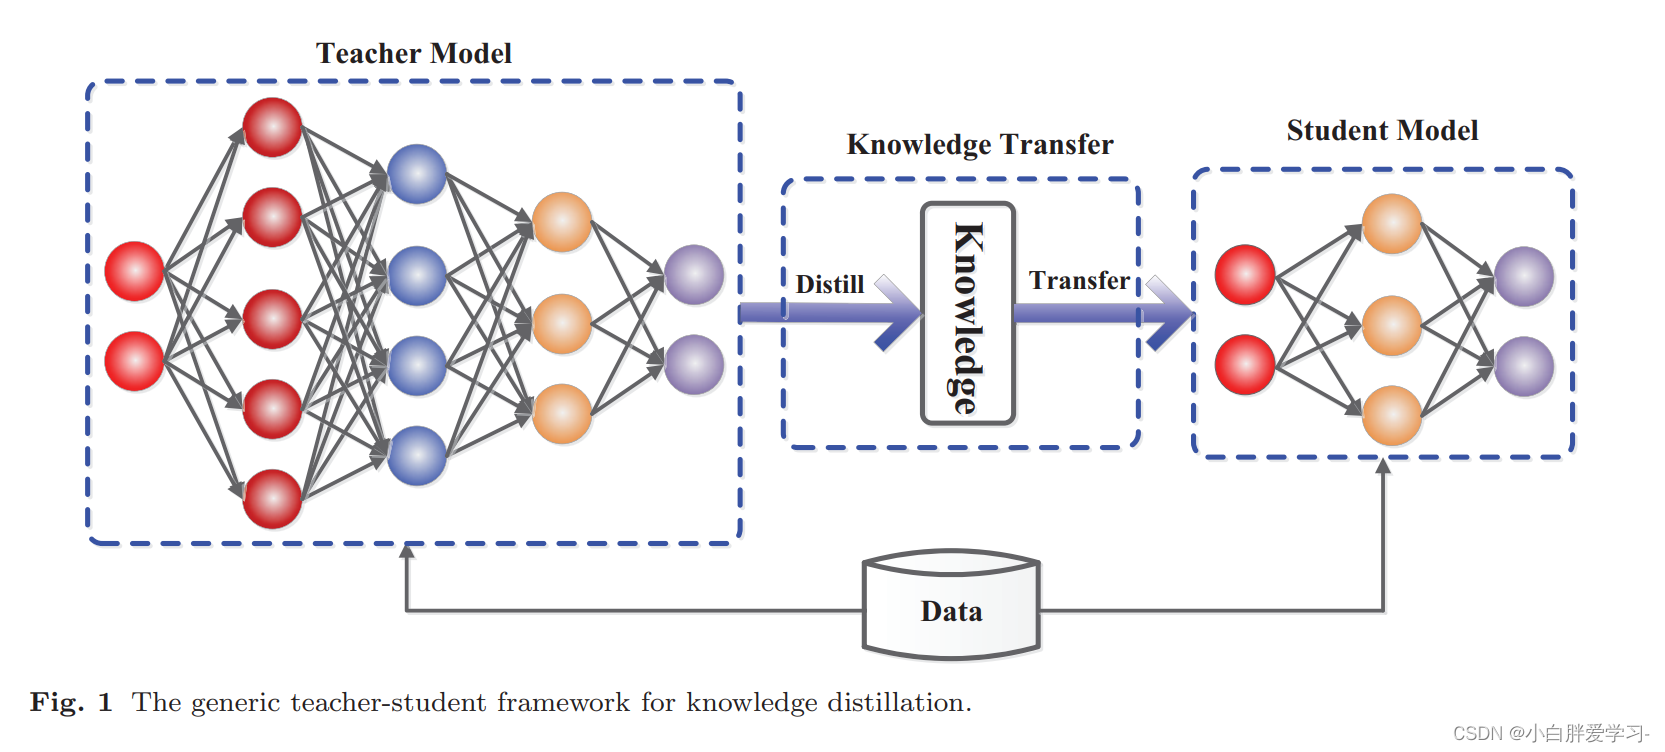 Teacher Model
Knowledge Transfer
Student Model
Distill
Knowledge
Transfer
Data
Fig. 1 The generic teacher-student framework for knowledge distillation.
CSDN @小白胖爱学习-